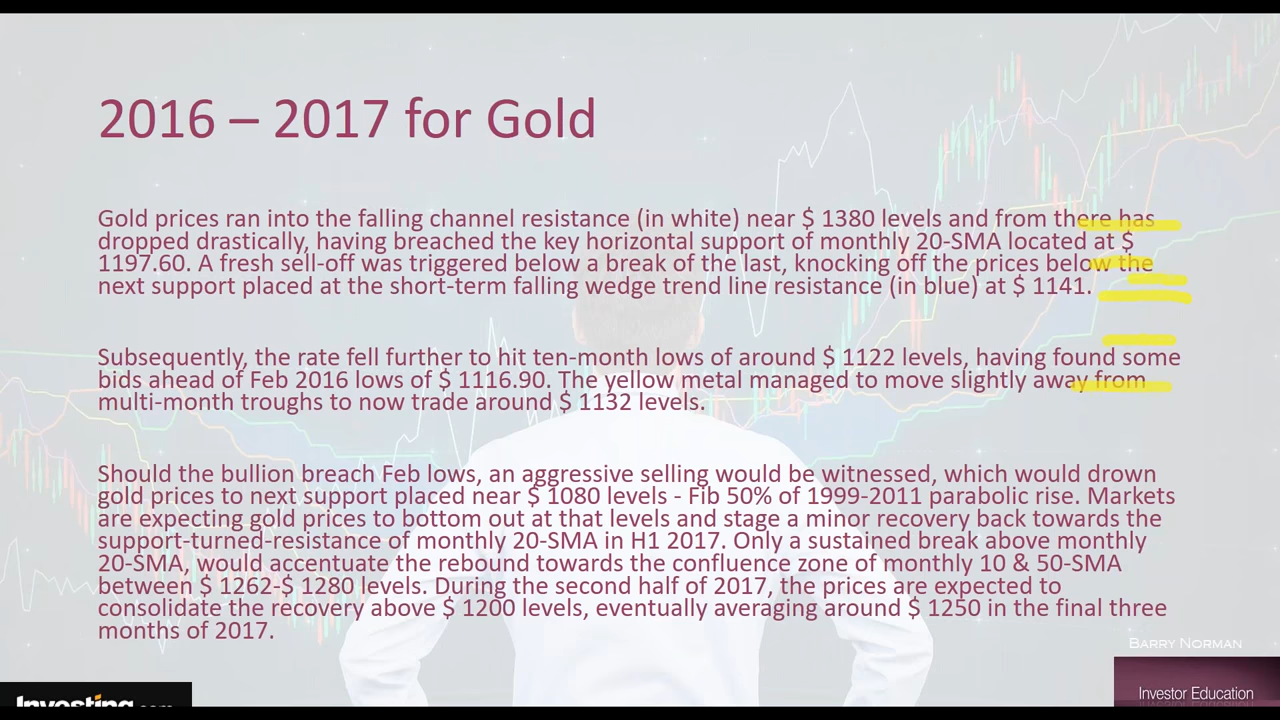 2016 – 2017 for Gold
Gold prices ran into the falling channel resistance (in white) near $ 1380 levels and from there has
dropped drastically, having breached the key horizontal support of monthly 20-SMA located at $
1197.60. A fresh sell-off was triggered below a break of the last, knocking off the prices below the
next support placed at the short-term falling wedge trend line resistance (in blue) at $ 1141.
Subsequently, the rate fell further to hit ten-month lows of around $ 1122 levels, having found some
bids ahead of Feb 2016 lows of $ 1116.90. The yellow metal managed to move slightly away from
multi-month troughs to now trade around $ 1132 levels.
Should the bullion breach Feb lows, an aggressive selling would be witnessed, which would drown
gold prices to next support placed near $ 1080 levels - Fib 50% of 1999-2011 parabolic rise. Markets
are expecting gold prices to bottom out at that levels and stage a minor recovery back towards the
support-turned-resistance of monthly 20-SMA in H1 2017. Only a sustained break above monthly
20-SMA, would accentuate the rebound towards the confluence zone of monthly 10 & 50-SMA
between $ 1262-$ 1280 levels. During the second half of 2017, the prices are expected to
consolidate the recovery above $ 1200 levels, eventually averaging around $ 1250 in the final three
months of 2017.
Barry Norman
Investing.com
Investor Education